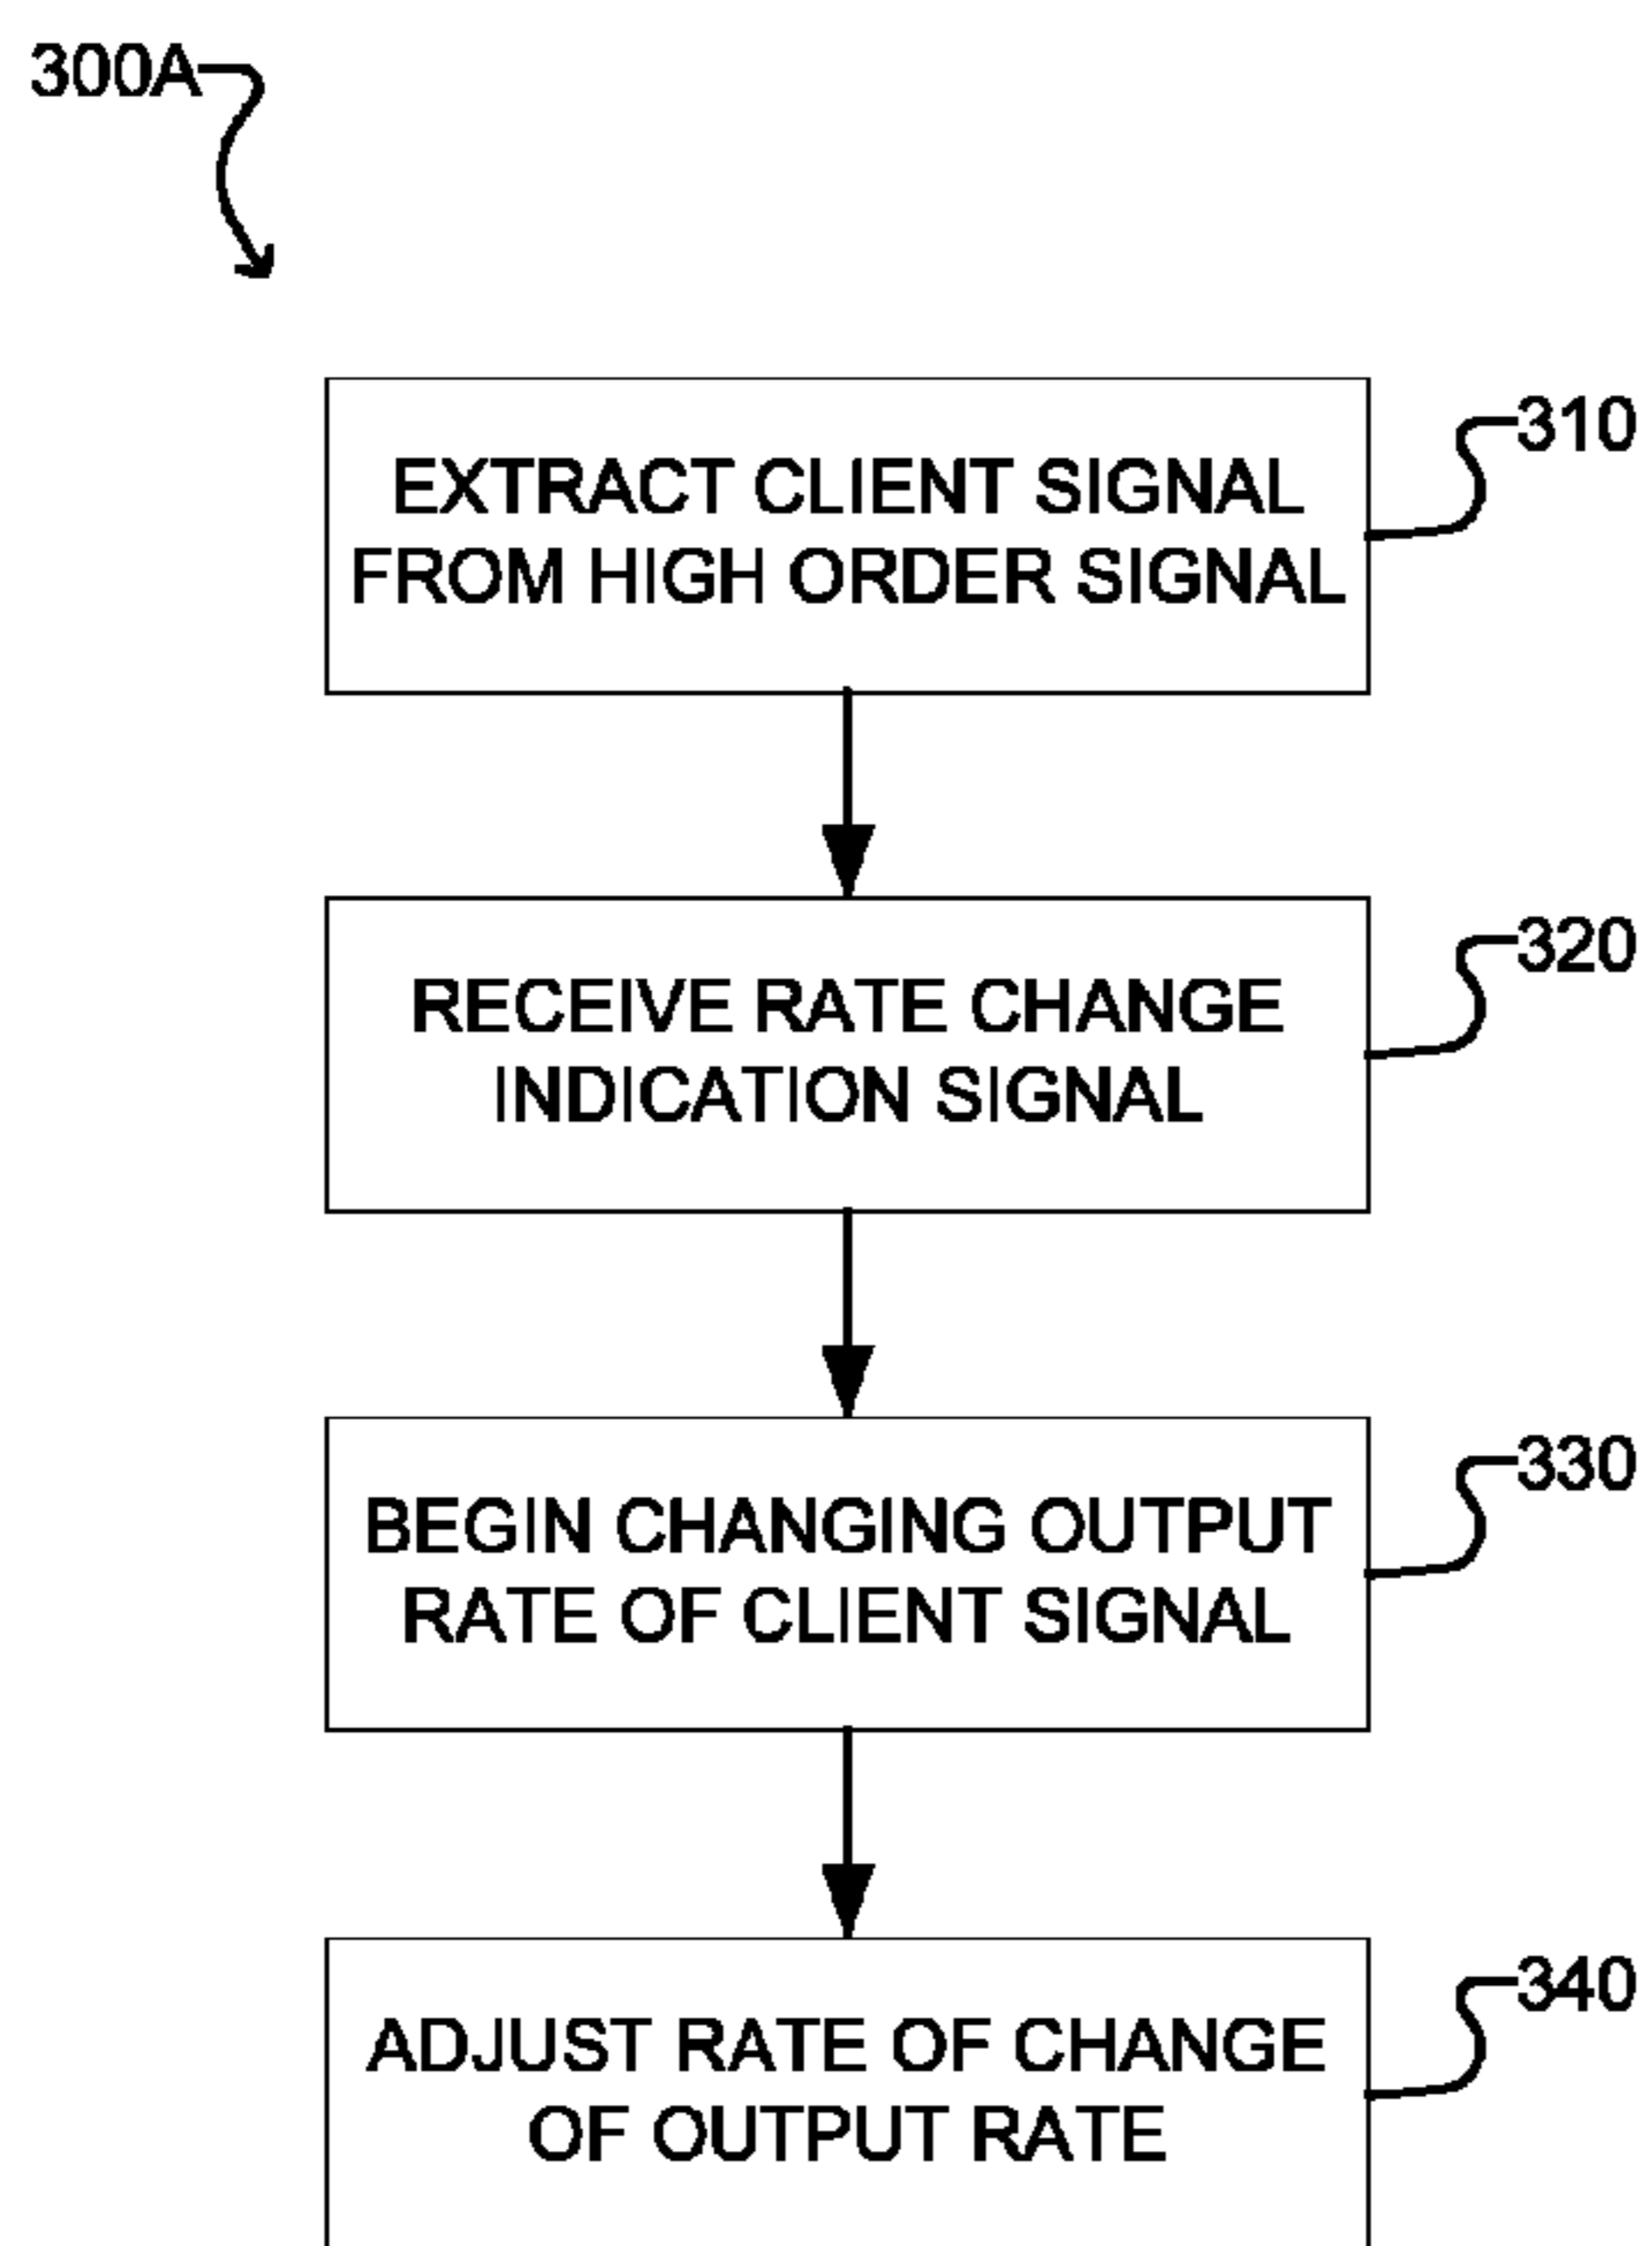 300A
EXTRACT CLIENT SIGNAL
FROM HIGH ORDER SIGNAL
310
RECEIVE RATE CHANGE
INDICATION SIGNAL
320
BEGIN CHANGING OUTPUT
RATE OF CLIENT SIGNAL
330
ADJUST RATE OF CHANGE
OF OUTPUT RATE
340